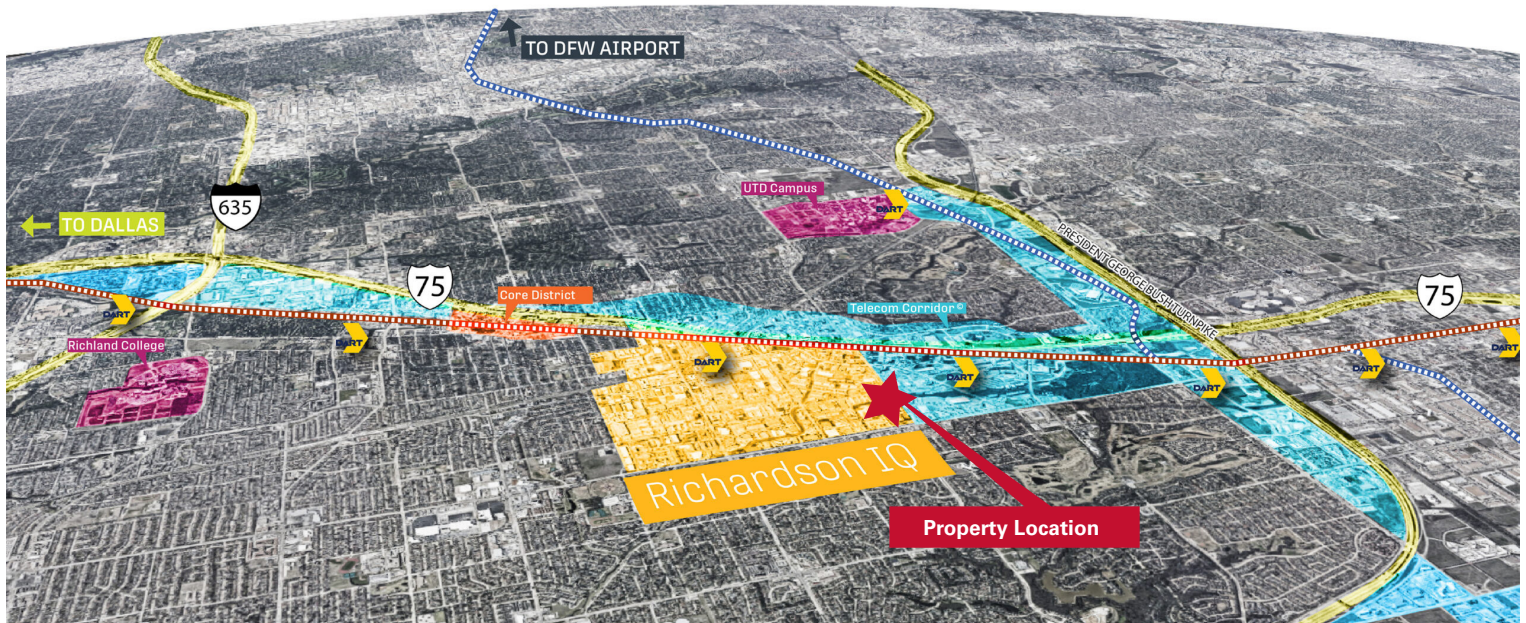 TO DFW AIRPORT
635
TO DALLAS
UTD Campus
DART
PRESIDENT GEORGE BUSH TURNPIKE
75
75
Core District
Telecom Corridor ®
DART
DART
Richland College
DART
DART
DART
DART
DART
Richardson IQ
Property Location